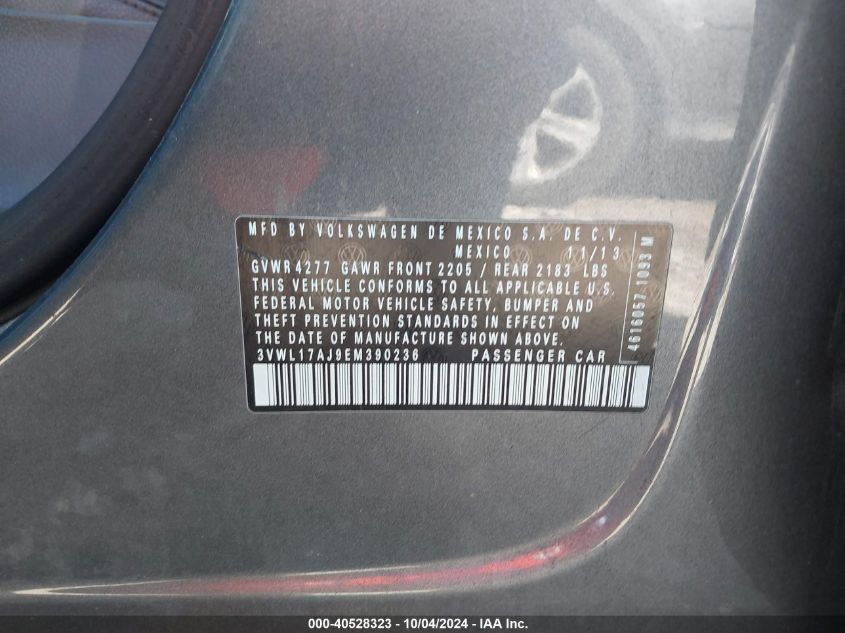 MFD BY VOLKSWAGEN DE MEXICO S.A. DE C.V.
MEXICO 11/13
GVWR 4277 GAWR FRONT 2205 / REAR 2183 LBS
THIS VEHICLE CONFORMS TO ALL APPLICABLE U.S.
FEDERAL MOTOR VEHICLE SAFETY, BUMPER AND
THEFT PREVENTION STANDARDS IN EFFECT ON
THE DATE OF MANUFACTURE SHOWN ABOVE.
3VWL17AJ9EM390236 PASSENGER CAR
4616057 1093 M
000-40528323 - 10/04/2024 - IAA Inc.